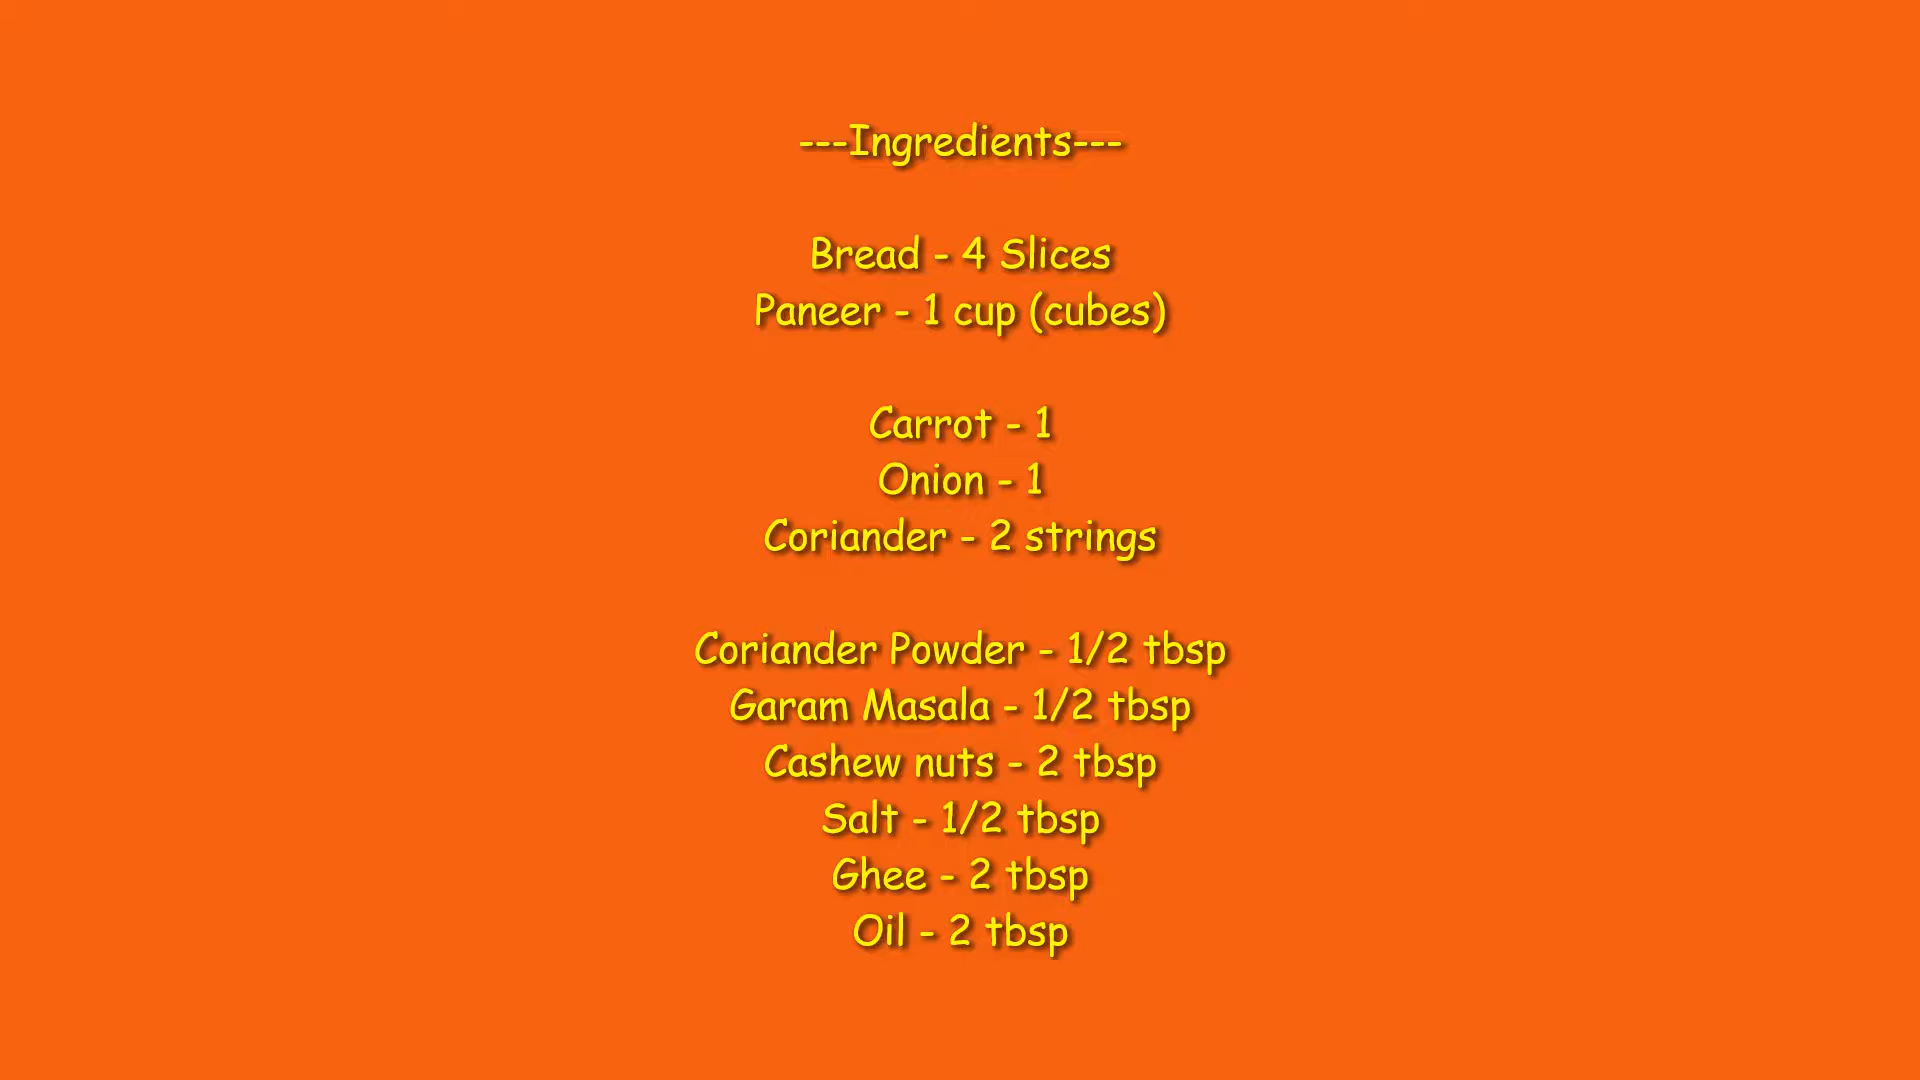 ---Ingredients---
Bread - 4 Slices
Paneer - 1 cup (cubes)
Carrot - 1
Onion - 1
Coriander - 2 strings
Coriander Powder - 1/2 tbsp
Garam Masala - 1/2 tbsp
Cashew nuts - 2 tbsp
Salt - 1/2 tbsp
Ghee - 2 tbsp
Oil - 2 tbsp